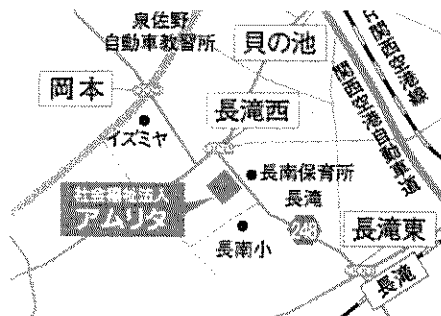 泉佐野
自動車教習所
貝の池
JR関西空港線
関西空港自動車道
岡本
長滝西
イズミヤ
長南保育所
長滝
社会福祉法人
アムリタ
248
長滝東
長南小
長滝